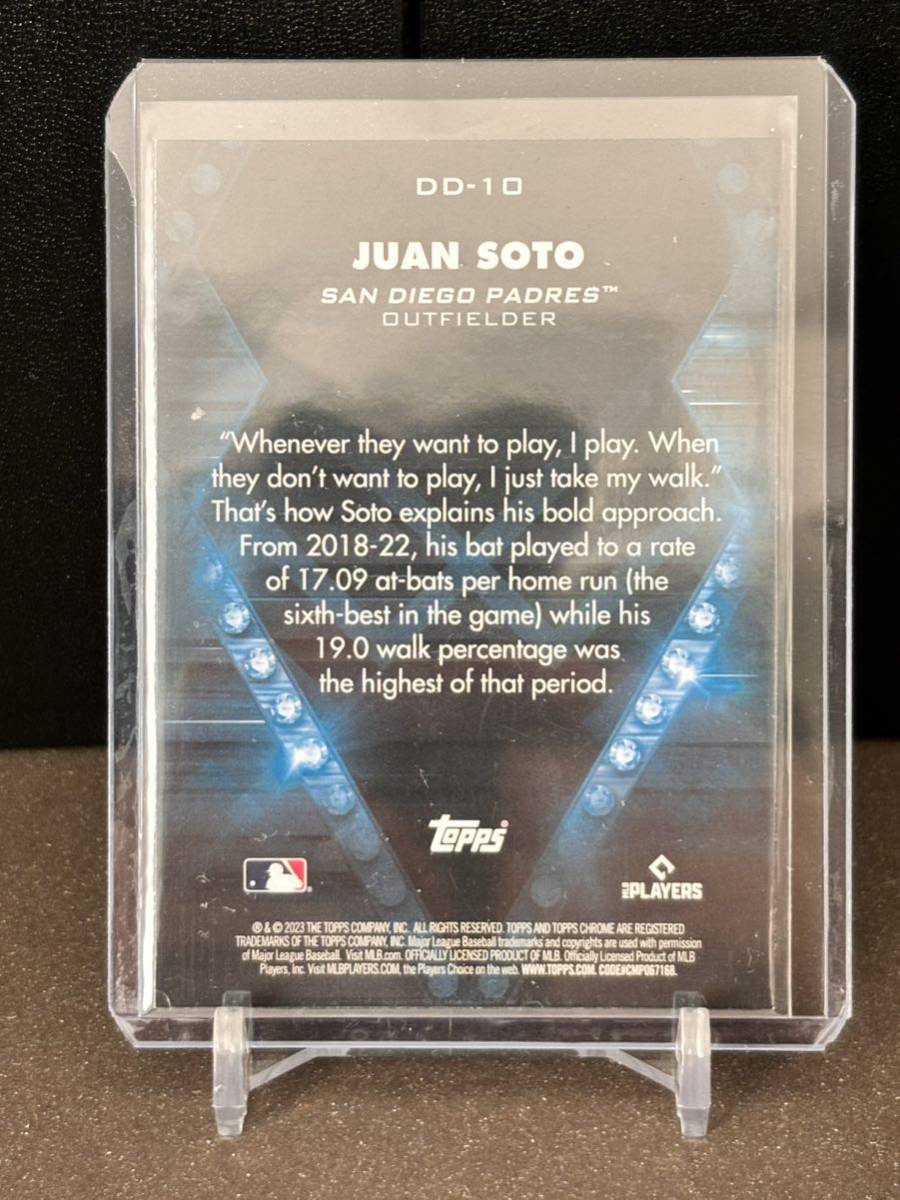 DD-10
JUAN SOTO
SAN DIEGO PADRES™
OUTFIELDER
“Whenever they want to play, I play. When
they don’t want to play, I just take my walk.”
That’s how Soto explains his bold approach.
From 2018-22, his bat played to a rate
of 17.09 at-bats per home run (the
sixth-best in the game) while his
19.0 walk percentage was
the highest of that period.
topps
MLB PLAYERS
® & © 2023 THE TOPPS COMPANY, INC. ALL RIGHTS RESERVED. TOPPS AND TOPPS CHROME ARE REGISTERED
TRADEMARKS OF THE TOPPS COMPANY, INC. Major League Baseball trademarks and copyrights are used with permission
of Major League Baseball. Visit MLB.com. OFFICIALLY LICENSED PRODUCT OF MLB. Officially Licensed Product of MLB
Players, Inc. Visit MLBPLAYERS.COM, the Players Choice on the web. WWW.TOPPS.COM. CODE#CMP067168.